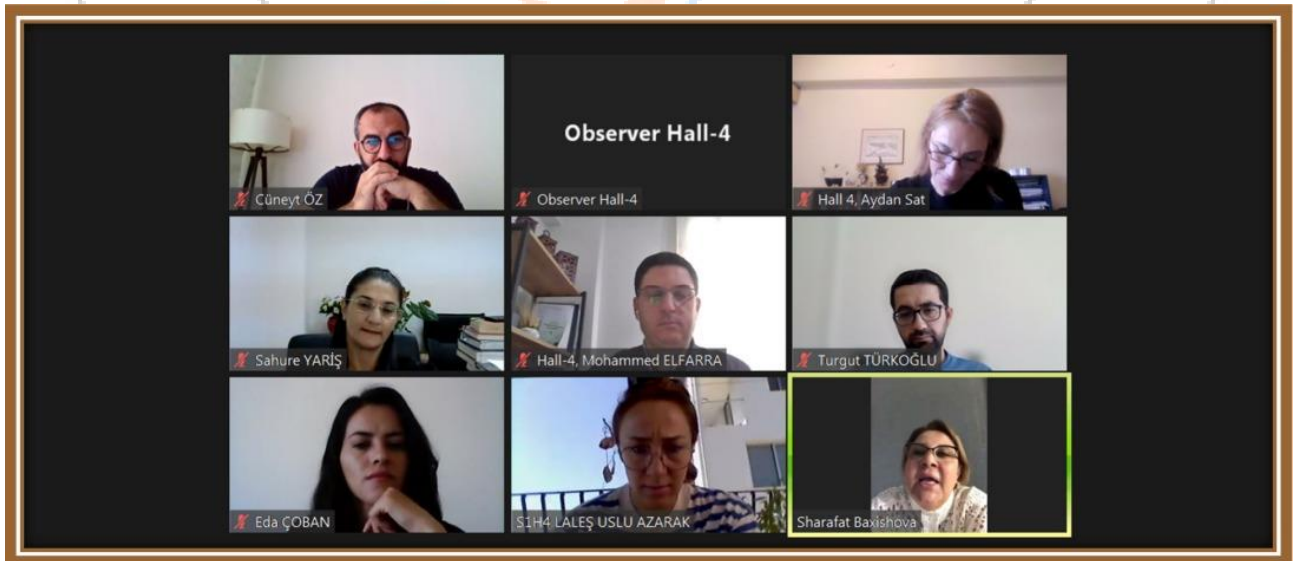 Observer Hall-4
Cüneyt ÖZ
Observer Hall-4
Hall 4, Aydan Sat
Sahure YARİŞ
Hall-4, Mohammed ELFARRA
Turgut TÜRKOĞLU
Eda ÇOBAN
S1H4 LALEŞ USLU AZARAK
Sharafat Baxishova